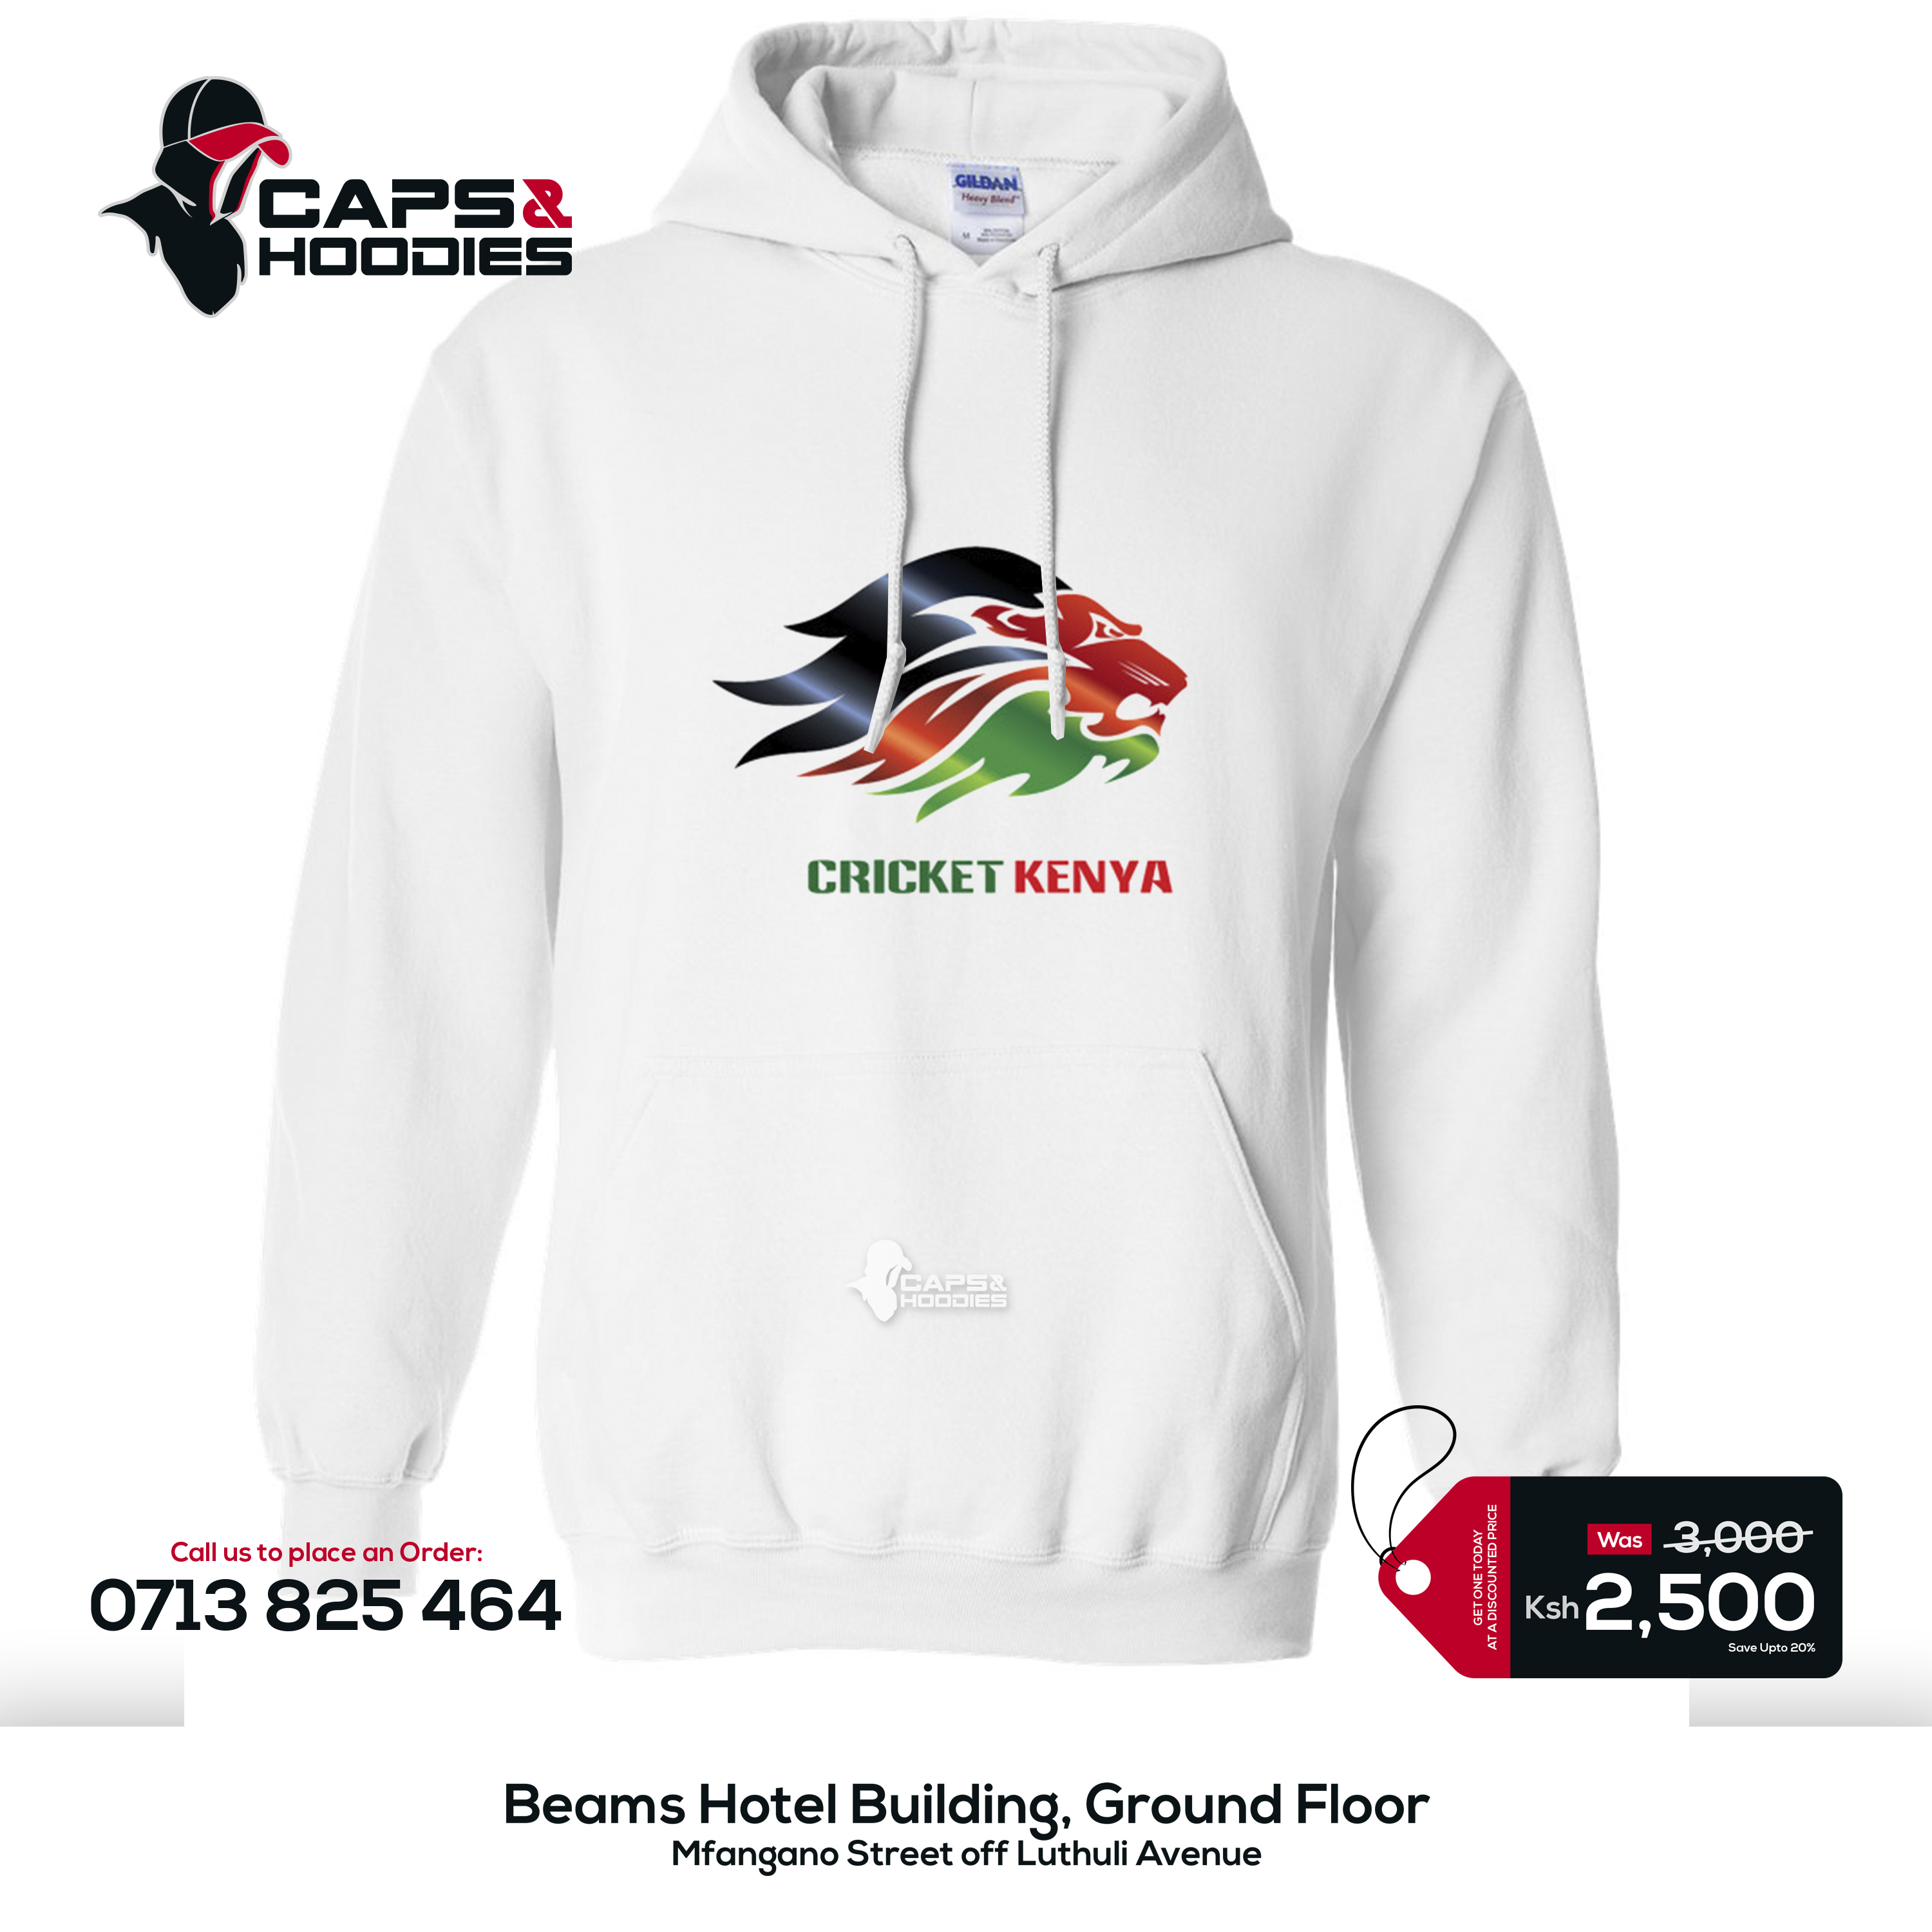 CAPS&
HOODIES
GILDAN
Heavy Blend™
M
CRICKET KENYA
CAPS&
HOODIES
Call us to place an Order:
0713 825 464
GET ONE TODAY
AT A DISCOUNTED PRICE
Was 3,000
Ksh 2,500
Save Upto 20%
Beams Hotel Building, Ground Floor
Mfangano Street off Luthuli Avenue